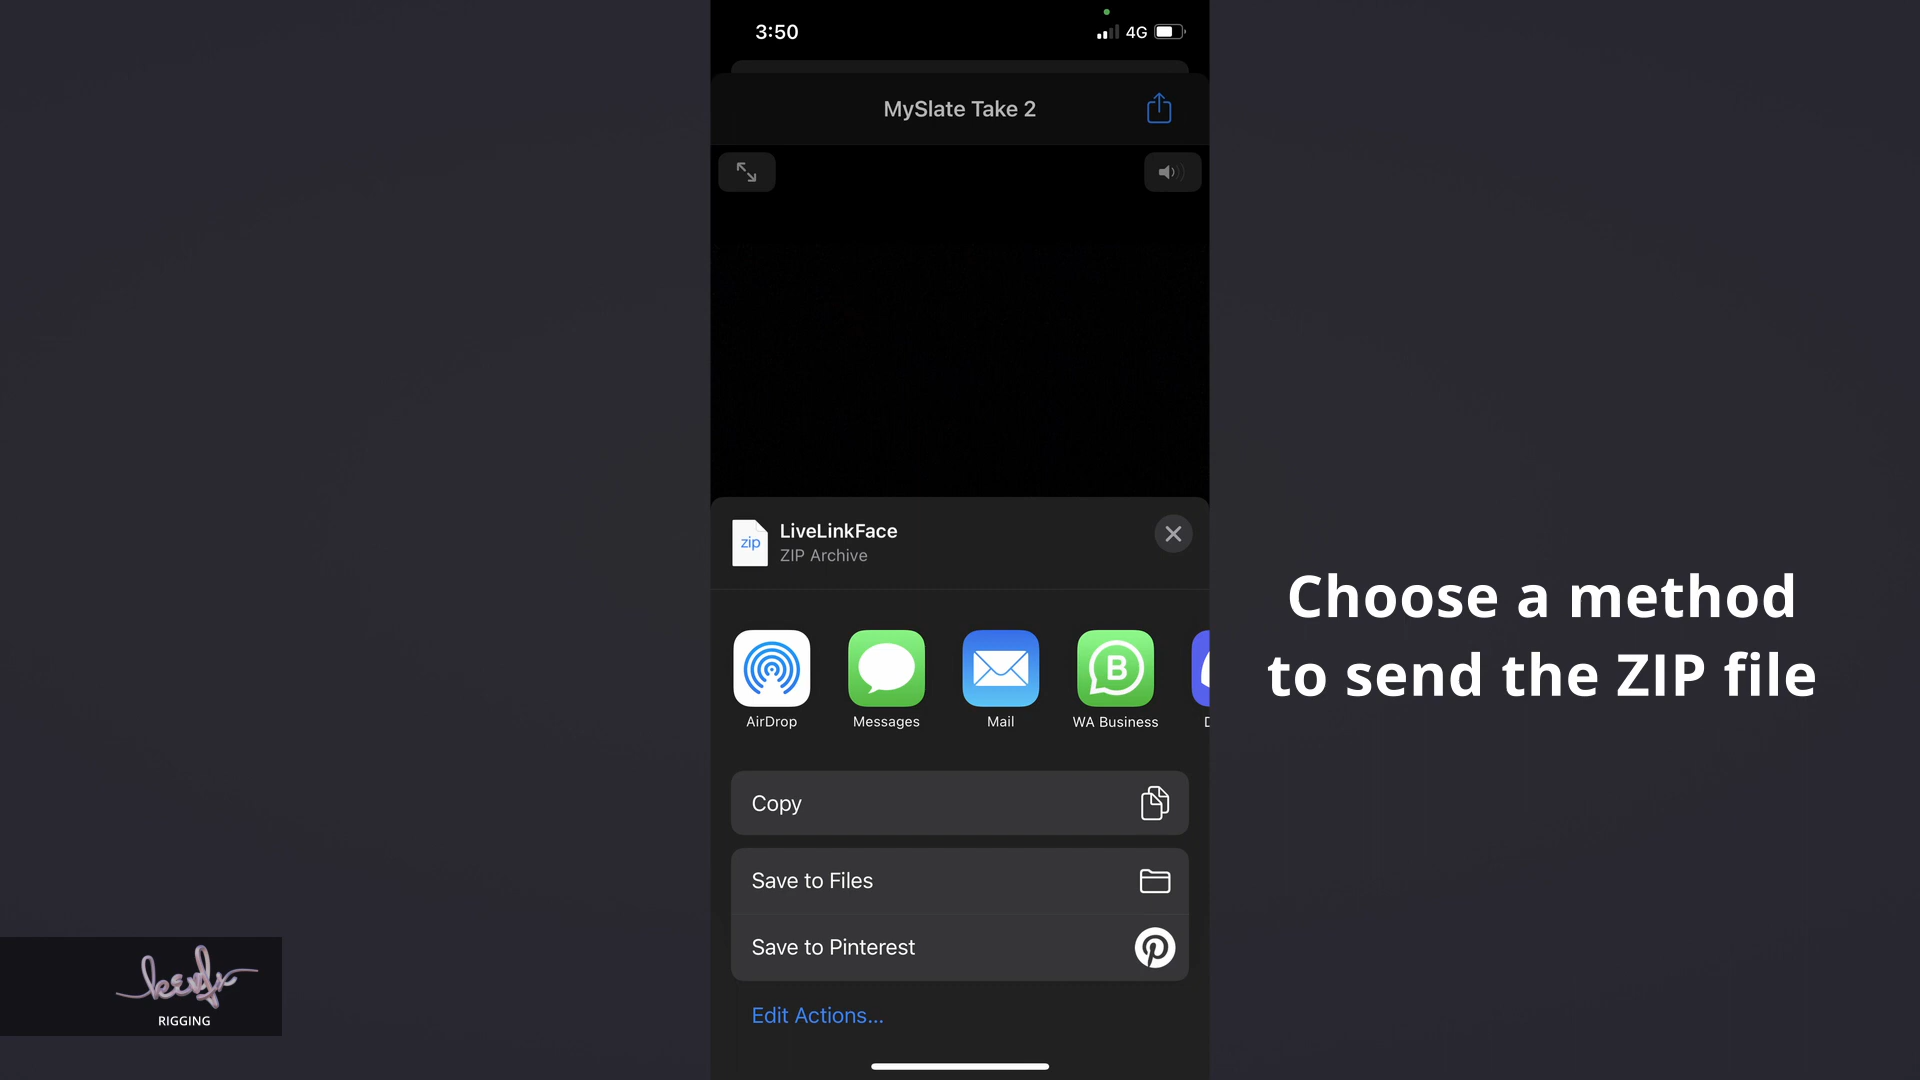 3:50
4G
MySlate Take 2
LiveLinkFace
zip
ZIP Archive
Choose a method
to send the ZIP file
AirDrop
Messages
Mail
WA Business
Copy
Save to Files
Save to Pinterest
Edit Actions...
kevdfx
RIGGING